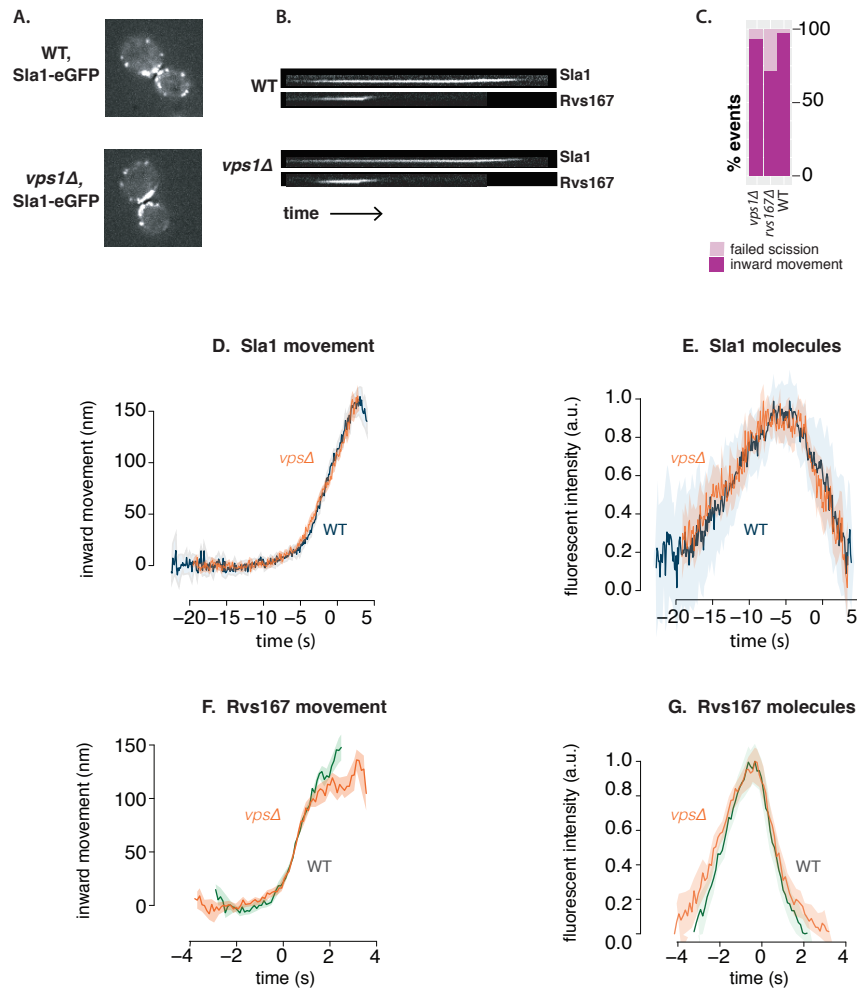 A.
WT,
Sla1-eGFP
vps1Δ,
Sla1-eGFP
B.
WT
Sla1
Rvs167
vps1Δ
Sla1
Rvs167
time
C.
% events
100
50
0
vps1Δ
rvs167Δ
WT
failed scission
inward movement
D. Sla1 movement
inward movement (nm)
150
100
50
0
vpsΔ
WT
−20 −15 −10 −5 0 5
time (s)
E. Sla1 molecules
fluorescent intensity (a.u.)
1.0
0.8
0.6
0.4
0.2
0.0
vpsΔ
WT
−20 −15 −10 −5 0 5
time (s)
F. Rvs167 movement
inward movement (nm)
150
100
50
0
vpsΔ
WT
−4 −2 0 2 4
time (s)
G. Rvs167 molecules
fluorescent intensity (a.u.)
1.0
0.8
0.6
0.4
0.2
0.0
vpsΔ
WT
−4 −2 0 2 4
time (s)